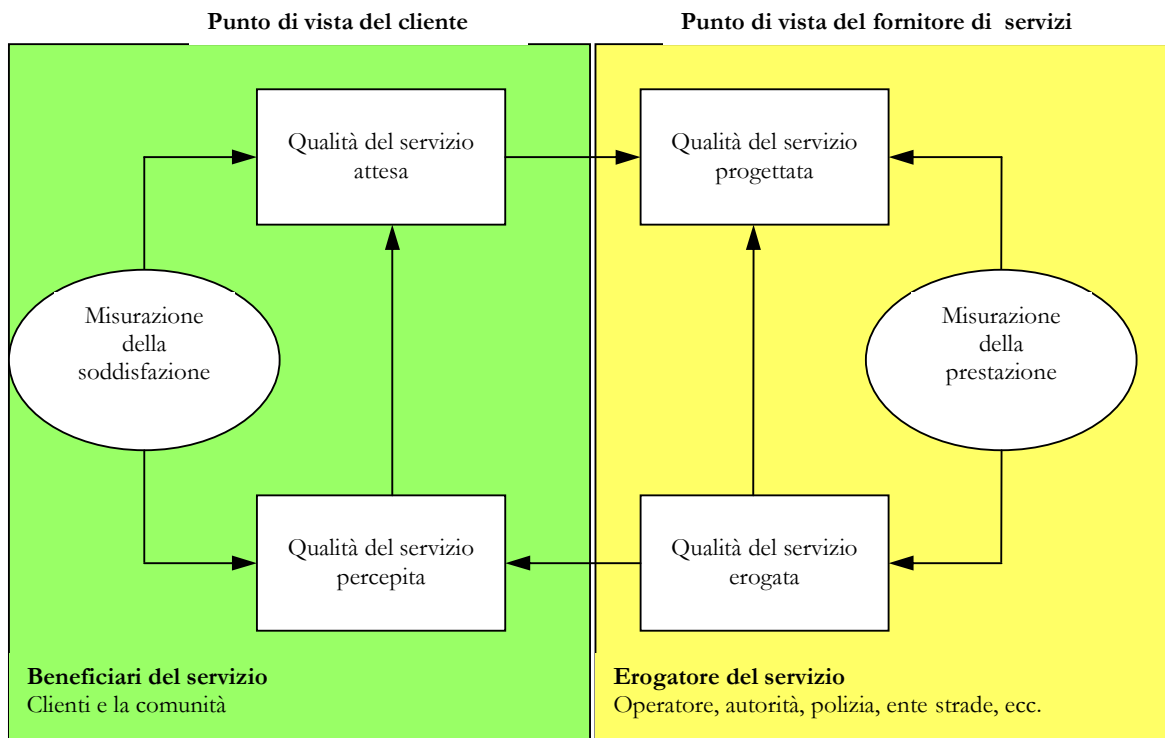 Punto di vista del cliente
Punto di vista del fornitore di servizi
Qualità del servizio
attesa
Qualità del servizio
progettata
Misurazione
della
soddisfazione
Misurazione
della
prestazione
Qualità del servizio
percepita
Qualità del servizio
erogata
Beneficiari del servizio
Clienti e la comunità
Erogatore del servizio
Operatore, autorità, polizia, ente strade, ecc.